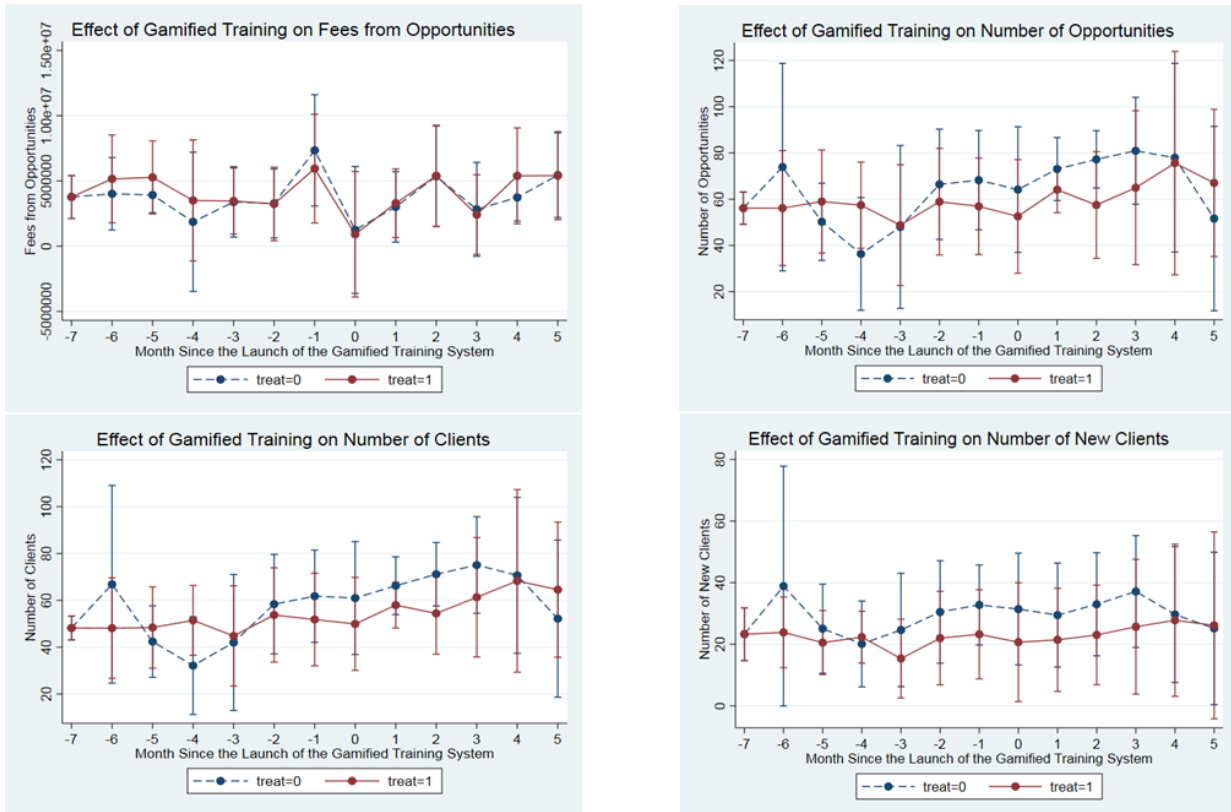 Effect of Gamified Training on Fees from Opportunities
Fees from Opportunities
1.50e+07
1.00e+07
5000000
0
-5000000
-7 -6 -5 -4 -3 -2 -1 0 1 2 3 4 5
Month Since the Launch of the Gamified Training System
treat=0 treat=1
Effect of Gamified Training on Number of Opportunities
Number of Opportunities
120
100
80
60
40
20
-7 -6 -5 -4 -3 -2 -1 0 1 2 3 4 5
Month Since the Launch of the Gamified Training System
treat=0 treat=1
Effect of Gamified Training on Number of Clients
Number of Clients
120
100
80
60
40
20
-7 -6 -5 -4 -3 -2 -1 0 1 2 3 4 5
Month Since the Launch of the Gamified Training System
treat=0 treat=1
Effect of Gamified Training on Number of New Clients
Number of New Clients
80
60
40
20
0
-7 -6 -5 -4 -3 -2 -1 0 1 2 3 4 5
Month Since the Launch of the Gamified Training System
treat=0 treat=1